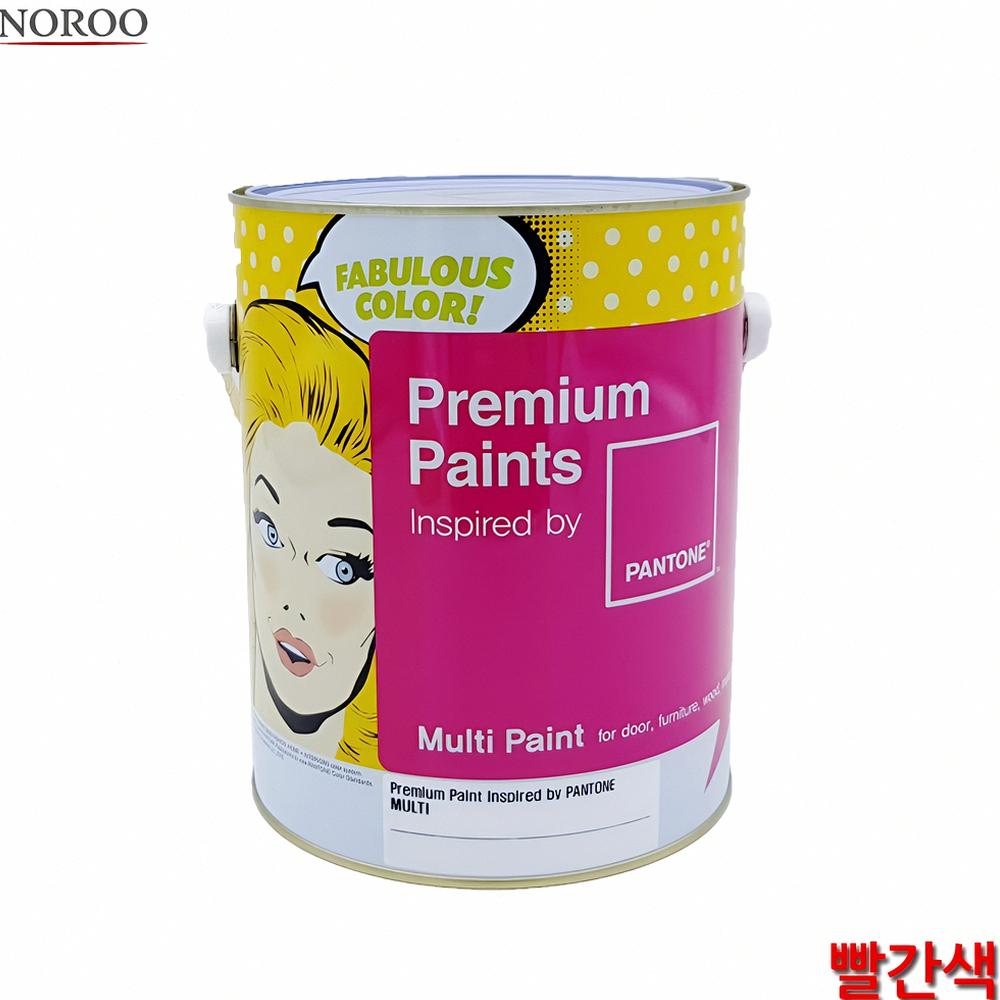 NOROO
FABULOUS
COLOR!
Premium
Paints
Inspired by
PANTONE®
Multi Paint for door, furniture, wood,
Premium Paint Inspired by PANTONE
MULTI
빨간색